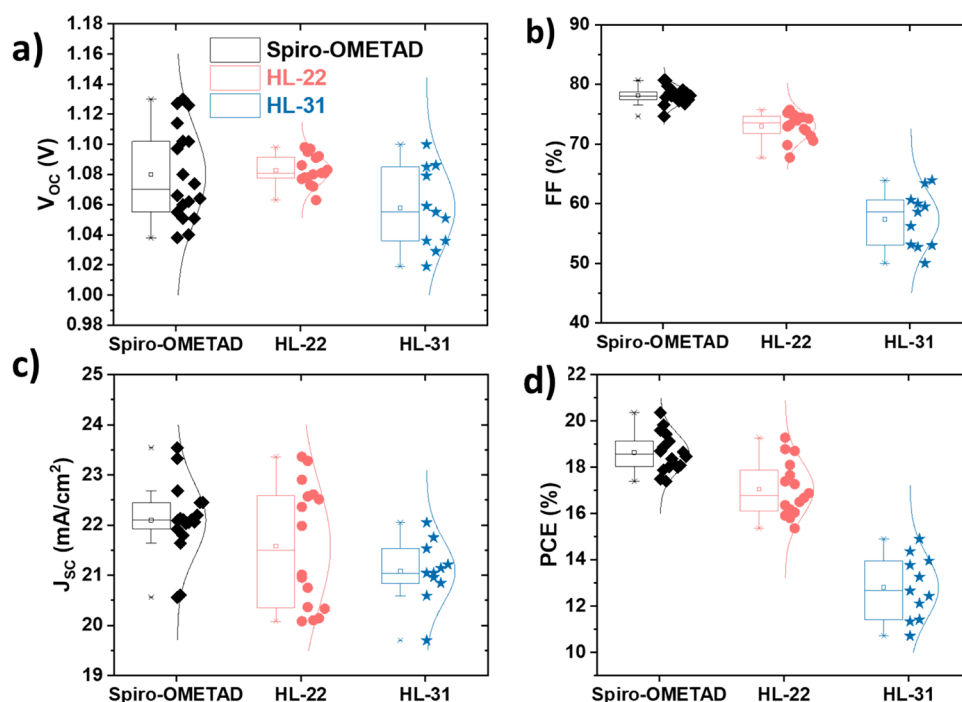 a)
Spiro-OMETAD
HL-22
HL-31
1.18
1.16
1.14
1.12
1.10
1.08
1.06
1.04
1.02
1.00
0.98
V_OC (V)
Spiro-OMETAD HL-22 HL-31
b)
90
80
70
60
50
40
FF (%)
Spiro-OMETAD HL-22 HL-31
c)
25
24
23
22
21
20
19
J_SC (mA/cm²)
Spiro-OMETAD HL-22 HL-31
d)
22
20
18
16
14
12
10
PCE (%)
Spiro-OMETAD HL-22 HL-31